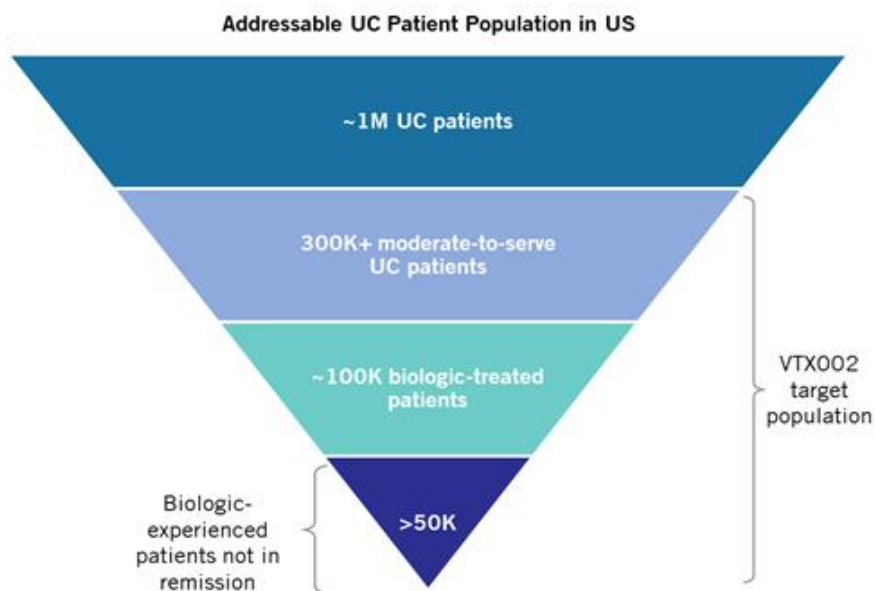 Addressable UC Patient Population in US
~1M UC patients
300K+ moderate-to-serve
UC patients
~100K biologic-treated
patients
VTX002
target
population
>50K
Biologic-
experienced
patients not in
remission